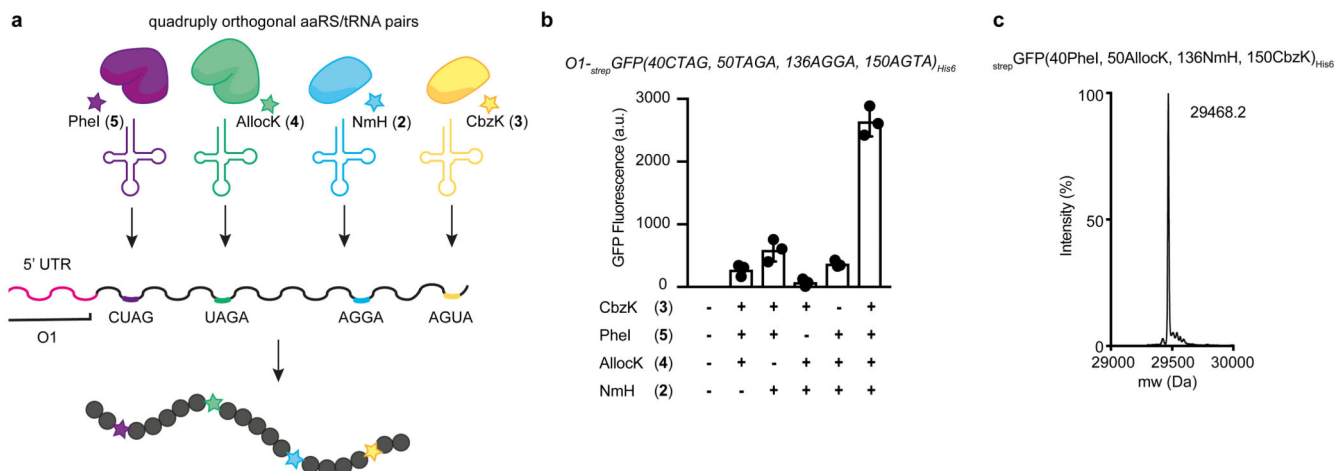 a
quadruply orthogonal aaRS/tRNA pairs
PheI (5)
AllocK (4)
NmH (2)
CbzK (3)
5' UTR
O1
CUAG
UAGA
AGGA
AGUA
b
O1-strepGFP(40CTAG, 50TAGA, 136AGGA, 150AGTA)His6
GFP Fluorescence (a.u.)
3000
2000
1000
0
CbzK (3) - + + + - +
PheI (5) - + + - + +
AllocK (4) - + - + + +
NmH (2) - - + + + +
c
strepGFP(40PheI, 50AllocK, 136NmH, 150CbzK)His6
Intensity (%)
100
50
0
29468.2
29000 29500 30000
mw (Da)